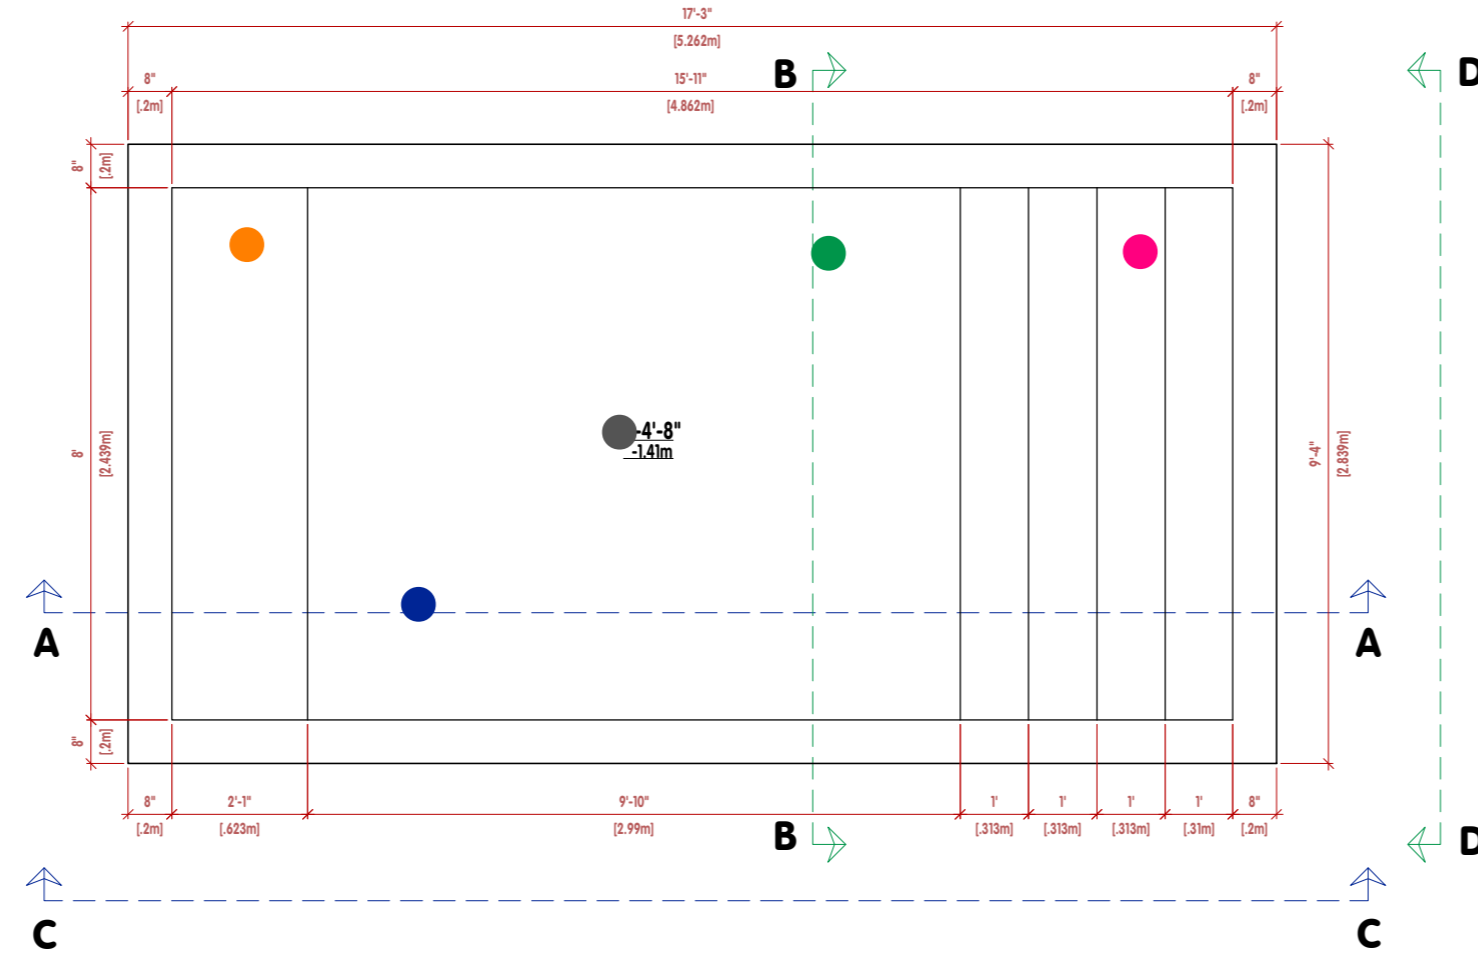 17'-3"
[5.262m]
8"
15'-11"
8"
[.2m]
[4.862m]
[.2m]
B
D
8"
[.2m]
8'
[2.439m]
-4'-8"
-1.41m
9'-4"
[2.839m]
A
A
8"
[.2m]
8"
2'-1"
9'-10"
1'
1'
1'
1'
8"
[.2m]
[.623m]
[2.99m]
[.313m]
[.313m]
[.313m]
[.31m]
[.2m]
B
D
C
C